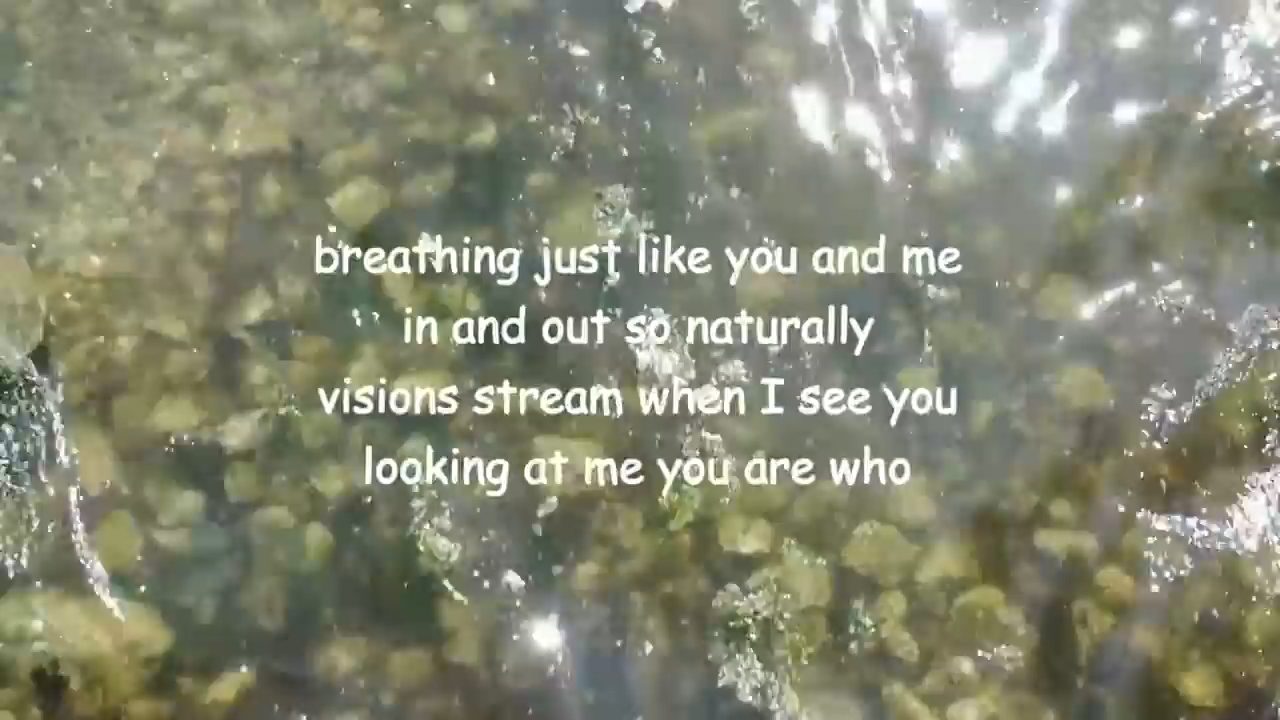 breathing just like you and me
in and out so naturally
visions stream when I see you
looking at me you are who